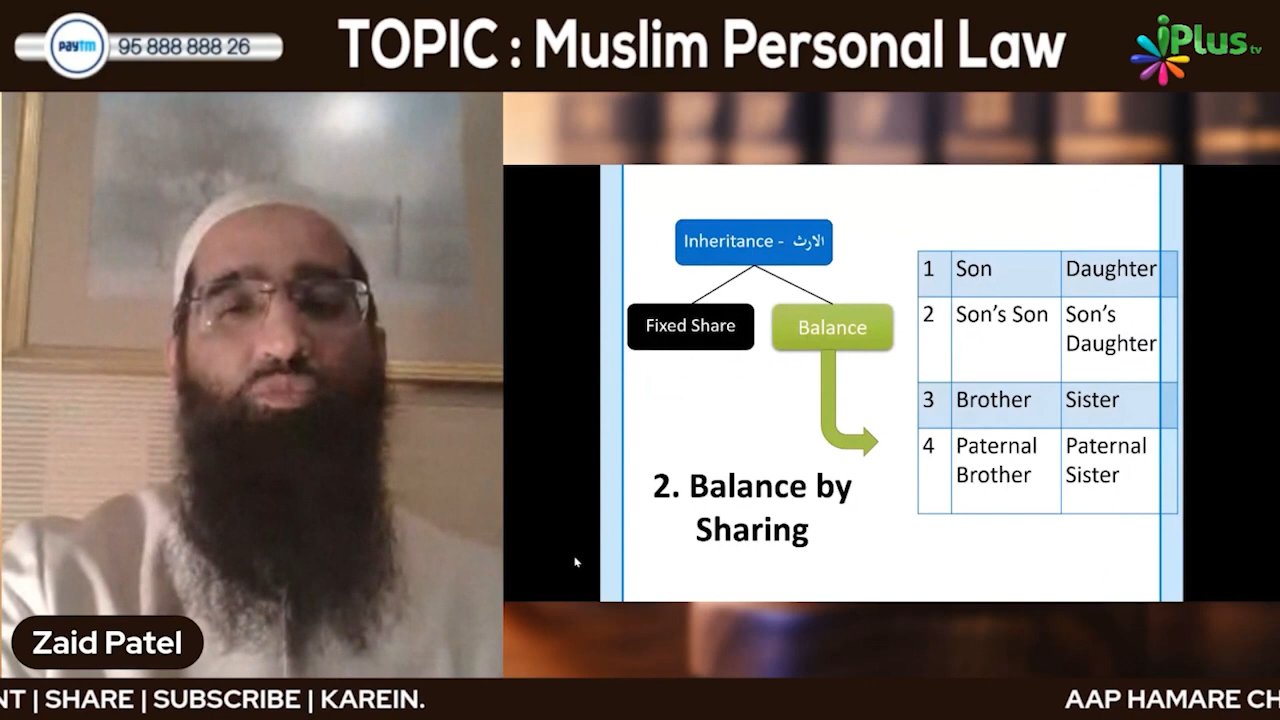 paytm 95 888 888 26
TOPIC : Muslim Personal Law
iPlus tv
Inheritance - الارث
Fixed Share
Balance
2. Balance by
Sharing
1 Son Daughter
2 Son's Son Son's
Daughter
3 Brother Sister
4 Paternal Paternal
Brother Sister
Zaid Patel
NT | SHARE | SUBSCRIBE | KAREIN.
AAP HAMARE CH